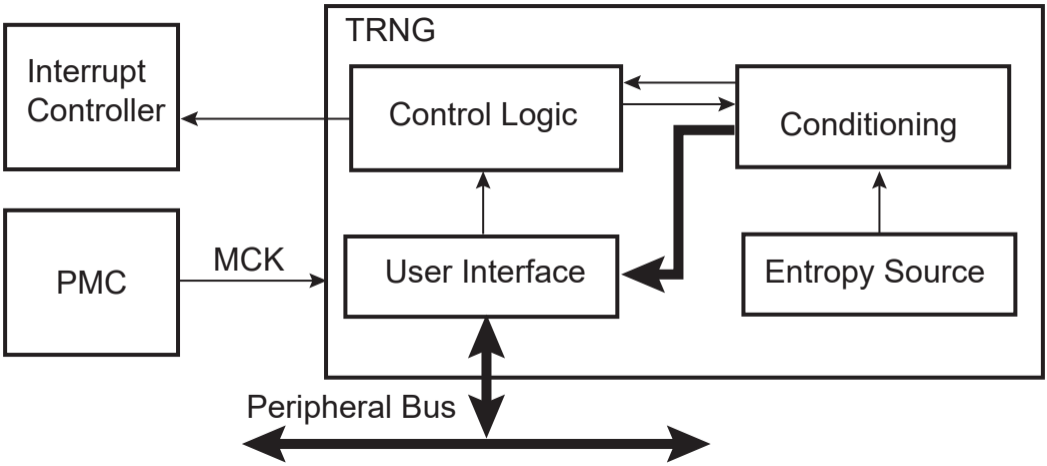 TRNG
Interrupt
Controller
Control Logic
Conditioning
PMC
MCK
User Interface
Entropy Source
Peripheral Bus